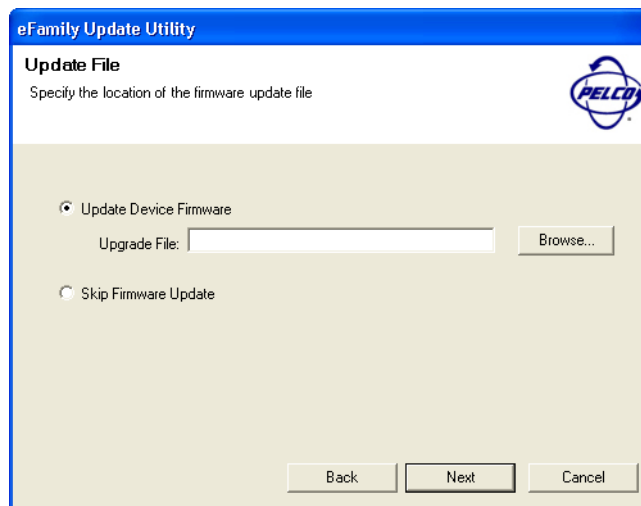 eFamily Update Utility
Update File
Specify the location of the firmware update file
PELCO
Update Device Firmware
Upgrade File:
Browse...
Skip Firmware Update
Back
Next
Cancel